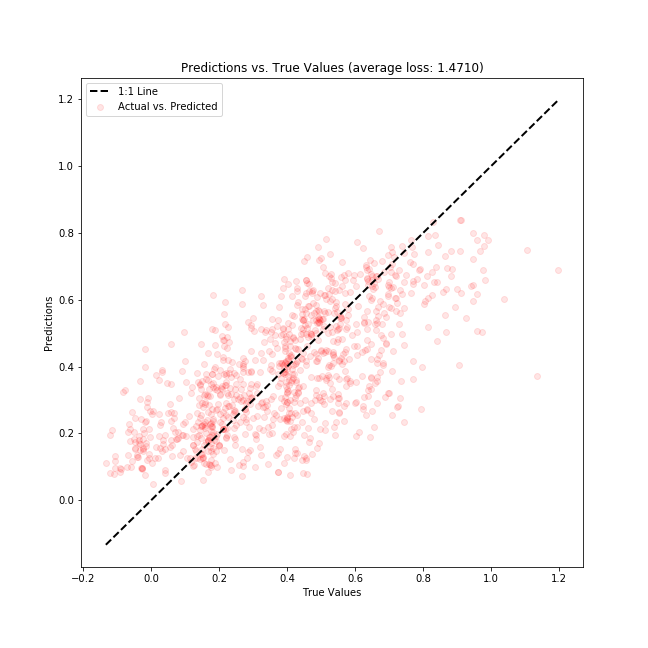 Predictions vs. True Values (average loss: 1.4710)
1:1 Line
Actual vs. Predicted
1.2
1.0
0.8
0.6
0.4
0.2
0.0
Predictions
−0.2 0.0 0.2 0.4 0.6 0.8 1.0 1.2
True Values